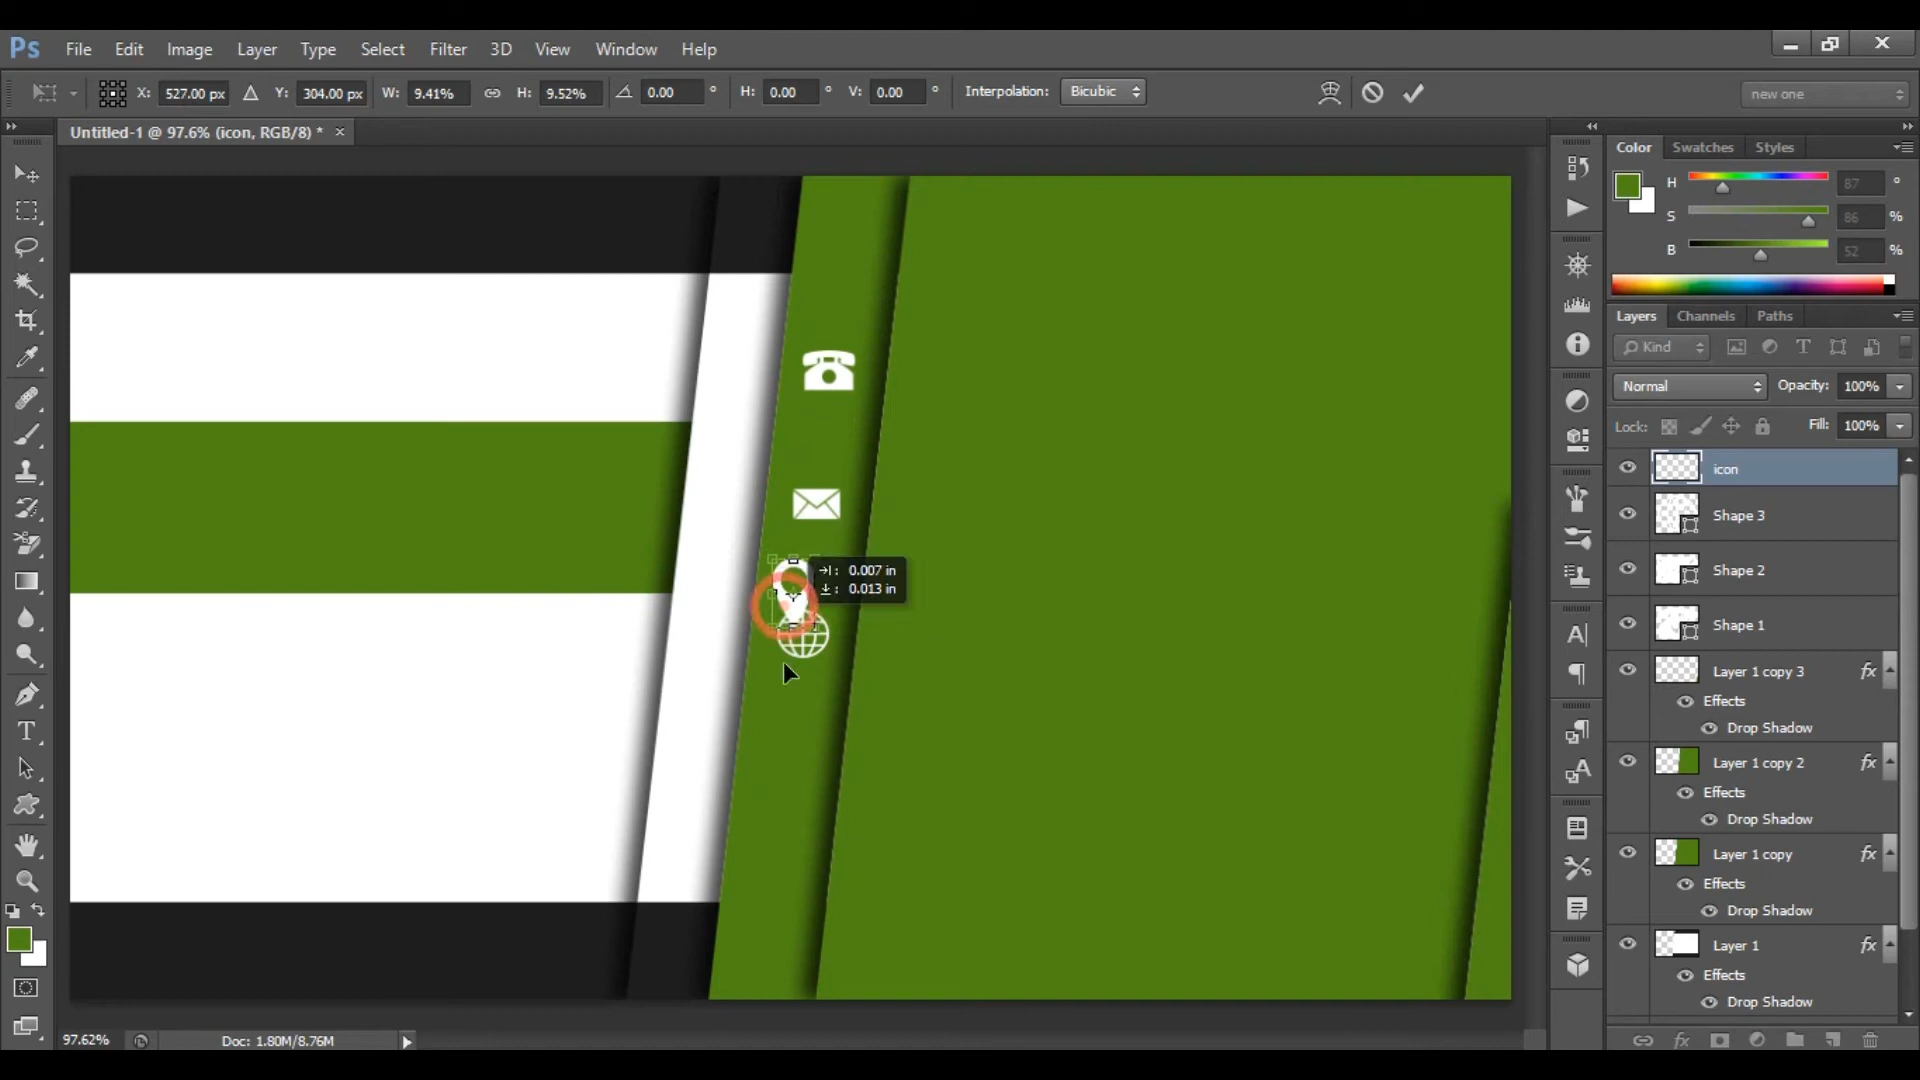 Ps File Edit Image Layer Type Select Filter 3D View Window Help
X: 527.00 px Y: 304.00 px W: 9.41% H: 9.52% 0.00 ° H: 0.00 ° V: 0.00 ° Interpolation: Bicubic new one
Untitled-1 @ 97.6% (icon, RGB/8) * ×
Color Swatches Styles
H 87 °
S 86 %
B 52 %
Layers Channels Paths
Kind
Normal Opacity: 100%
Lock: Fill: 100%
icon
Shape 3
Shape 2
Shape 1
Layer 1 copy 3 fx
Effects
Drop Shadow
Layer 1 copy 2 fx
Effects
Drop Shadow
Layer 1 copy fx
Effects
Drop Shadow
Layer 1 fx
Effects
Drop Shadow
0.007 in
0.013 in
97.62% Doc: 1.80M/8.76M